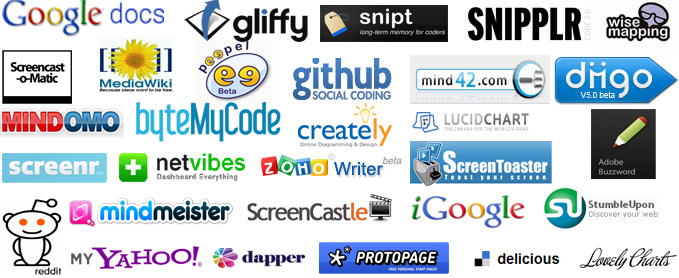 Google docs
gliffy
snipt
long-term memory for coders
SNIPPLR
CODE 2.0
wise
mapping
Screencast
-o-Matic
MediaWiki
Because ideas want to be free.
peepel
Beta
github
SOCIAL CODING
mind42.com
diigo
V5.0 beta
MINDOMO
byteMyCode
creately
Online Diagramming & Design
LUCIDCHART
THE CANVAS FOR THE WORLD'S IDEAS
Adobe
Buzzword
screenr
netvibes
Dashboard Everything
ZOHO Writer beta
ScreenToaster
Toast your screen
mindmeister
ScreenCastle
iGoogle
StumbleUpon
Discover your web
reddit
MY YAHOO!
dapper
PROTOPAGE
FREE PERSONAL START PAGES
delicious
Lovely Charts